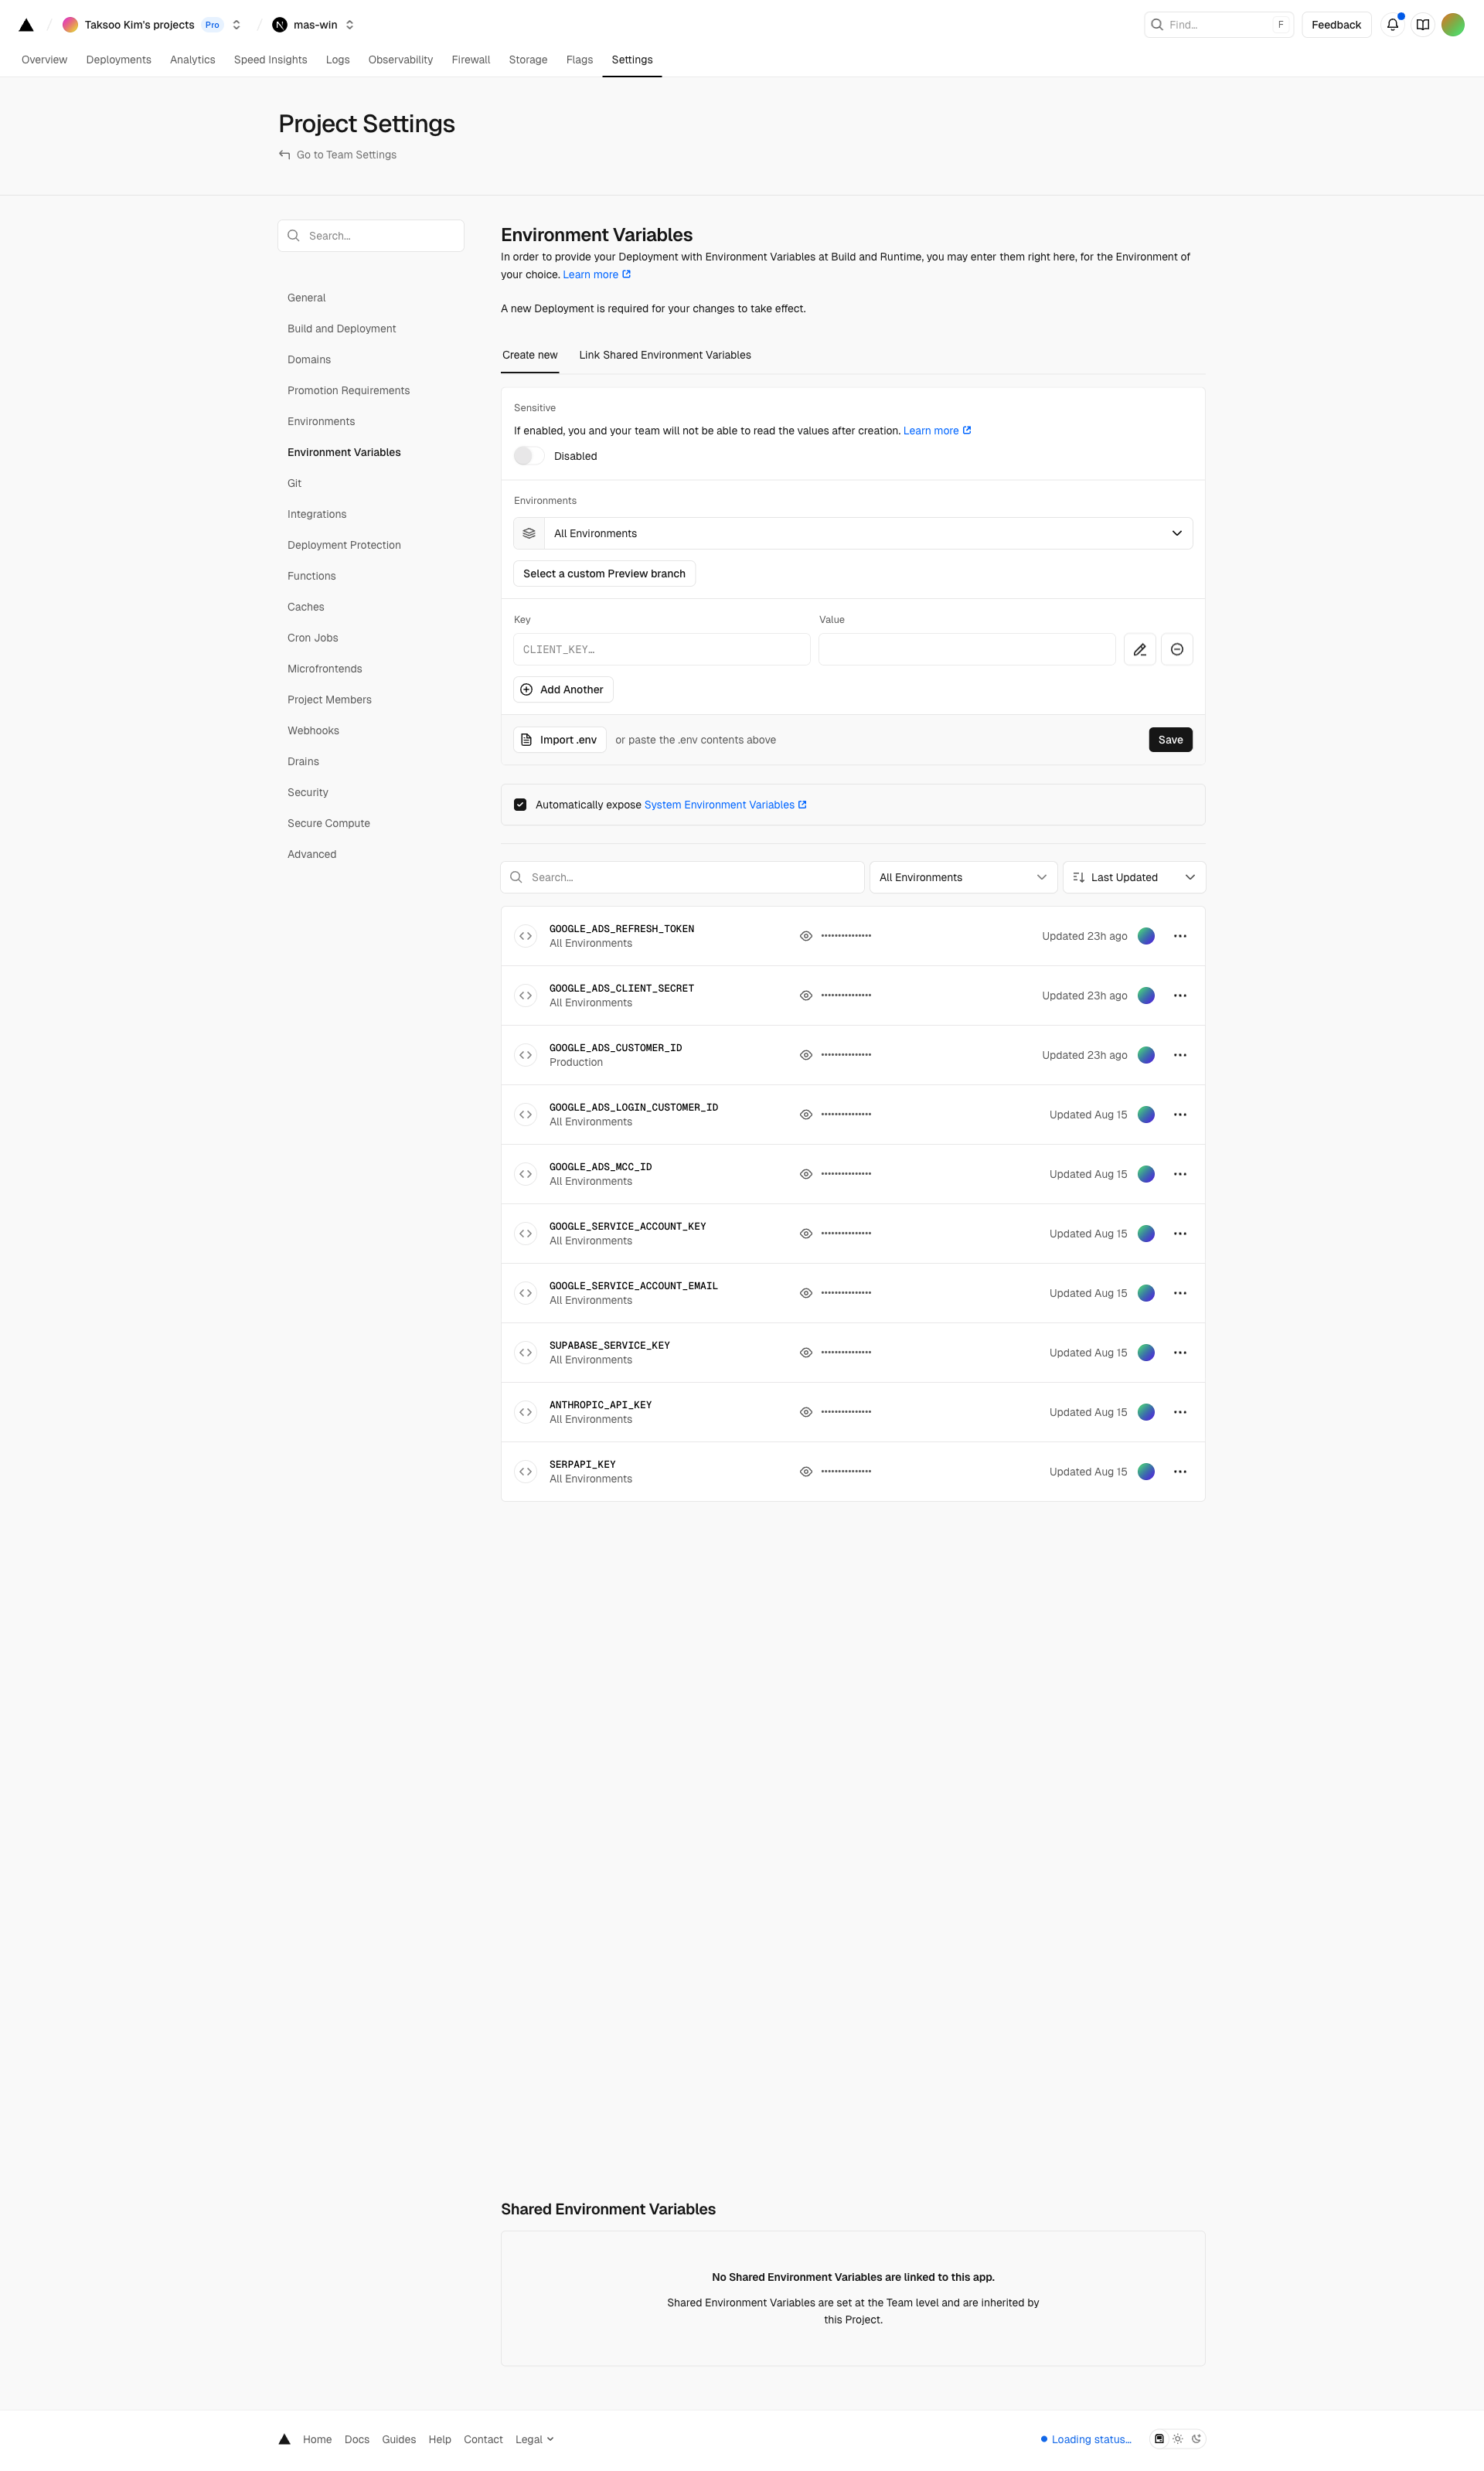 Taksoo Kim's projects Pro mas-win Find... F Feedback
Overview Deployments Analytics Speed Insights Logs Observability Firewall Storage Flags Settings
Project Settings
Go to Team Settings
Search...
General
Build and Deployment
Domains
Promotion Requirements
Environments
Environment Variables
Git
Integrations
Deployment Protection
Functions
Caches
Cron Jobs
Microfrontends
Project Members
Webhooks
Drains
Security
Secure Compute
Advanced
Environment Variables
In order to provide your Deployment with Environment Variables at Build and Runtime, you may enter them right here, for the Environment of
your choice. Learn more
A new Deployment is required for your changes to take effect.
Create new Link Shared Environment Variables
Sensitive
If enabled, you and your team will not be able to read the values after creation. Learn more
Disabled
Environments
All Environments
Select a custom Preview branch
Key Value
CLIENT_KEY...
Add Another
Import .env or paste the .env contents above Save
Automatically expose System Environment Variables
Search... All Environments Last Updated
GOOGLE_ADS_REFRESH_TOKEN
All Environments
••••••••••••••• Updated 23h ago
GOOGLE_ADS_CLIENT_SECRET
All Environments
••••••••••••••• Updated 23h ago
GOOGLE_ADS_CUSTOMER_ID
Production
••••••••••••••• Updated 23h ago
GOOGLE_ADS_LOGIN_CUSTOMER_ID
All Environments
••••••••••••••• Updated Aug 15
GOOGLE_ADS_MCC_ID
All Environments
••••••••••••••• Updated Aug 15
GOOGLE_SERVICE_ACCOUNT_KEY
All Environments
••••••••••••••• Updated Aug 15
GOOGLE_SERVICE_ACCOUNT_EMAIL
All Environments
••••••••••••••• Updated Aug 15
SUPABASE_SERVICE_KEY
All Environments
••••••••••••••• Updated Aug 15
ANTHROPIC_API_KEY
All Environments
••••••••••••••• Updated Aug 15
SERPAPI_KEY
All Environments
••••••••••••••• Updated Aug 15
Shared Environment Variables
No Shared Environment Variables are linked to this app.
Shared Environment Variables are set at the Team level and are inherited by
this Project.
Home Docs Guides Help Contact Legal Loading status...